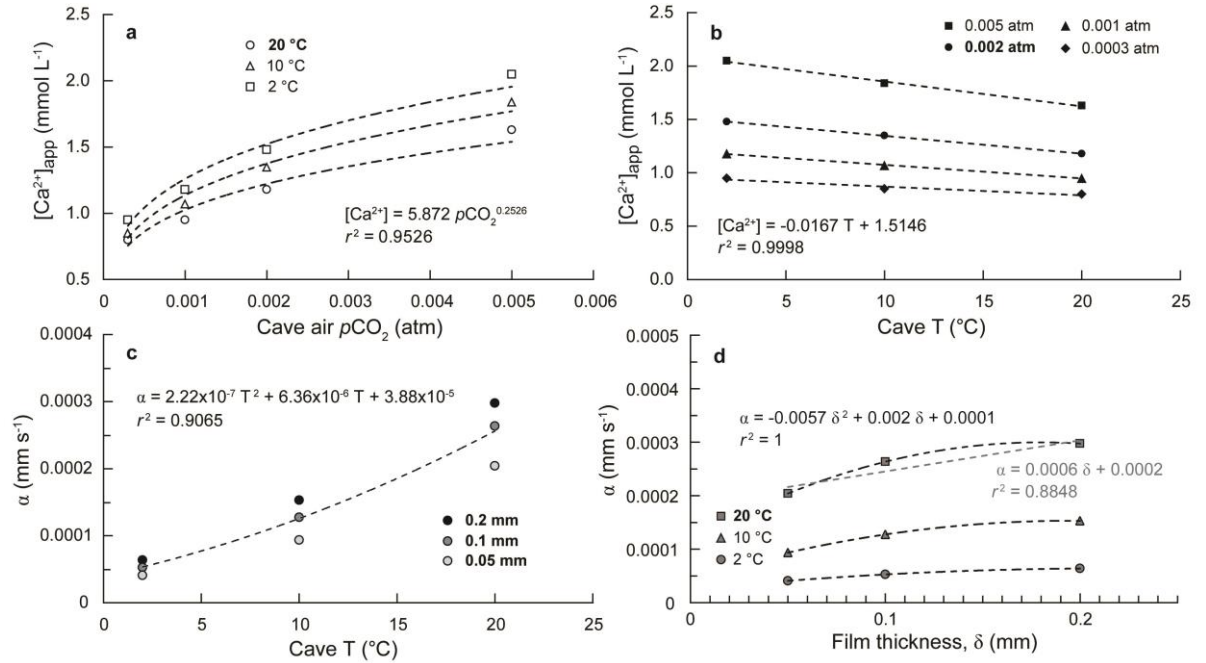 a
20 °C
10 °C
2 °C
[Ca²⁺]app (mmol L⁻¹)
2.5
2.0
1.5
1.0
0.5
[Ca²⁺] = 5.872 pCO₂^0.2526
r² = 0.9526
0
0.001
0.002
0.003
0.004
0.005
0.006
Cave air pCO₂ (atm)
b
0.005 atm
0.001 atm
0.002 atm
0.0003 atm
[Ca²⁺]app (mmol L⁻¹)
2.5
2.0
1.5
1.0
0.5
0.0
[Ca²⁺] = -0.0167 T + 1.5146
r² = 0.9998
0
5
10
15
20
25
Cave T (°C)
c
α (mm s⁻¹)
0.0004
0.0003
0.0002
0.0001
0
α = 2.22x10⁻⁷ T² + 6.36x10⁻⁶ T + 3.88x10⁻⁵
r² = 0.9065
0.2 mm
0.1 mm
0.05 mm
0
5
10
15
20
25
Cave T (°C)
d
α (mm s⁻¹)
0.0005
0.0004
0.0003
0.0002
0.0001
0
α = -0.0057 δ² + 0.002 δ + 0.0001
r² = 1
α = 0.0006 δ + 0.0002
r² = 0.8848
20 °C
10 °C
2 °C
0
0.1
0.2
Film thickness, δ (mm)